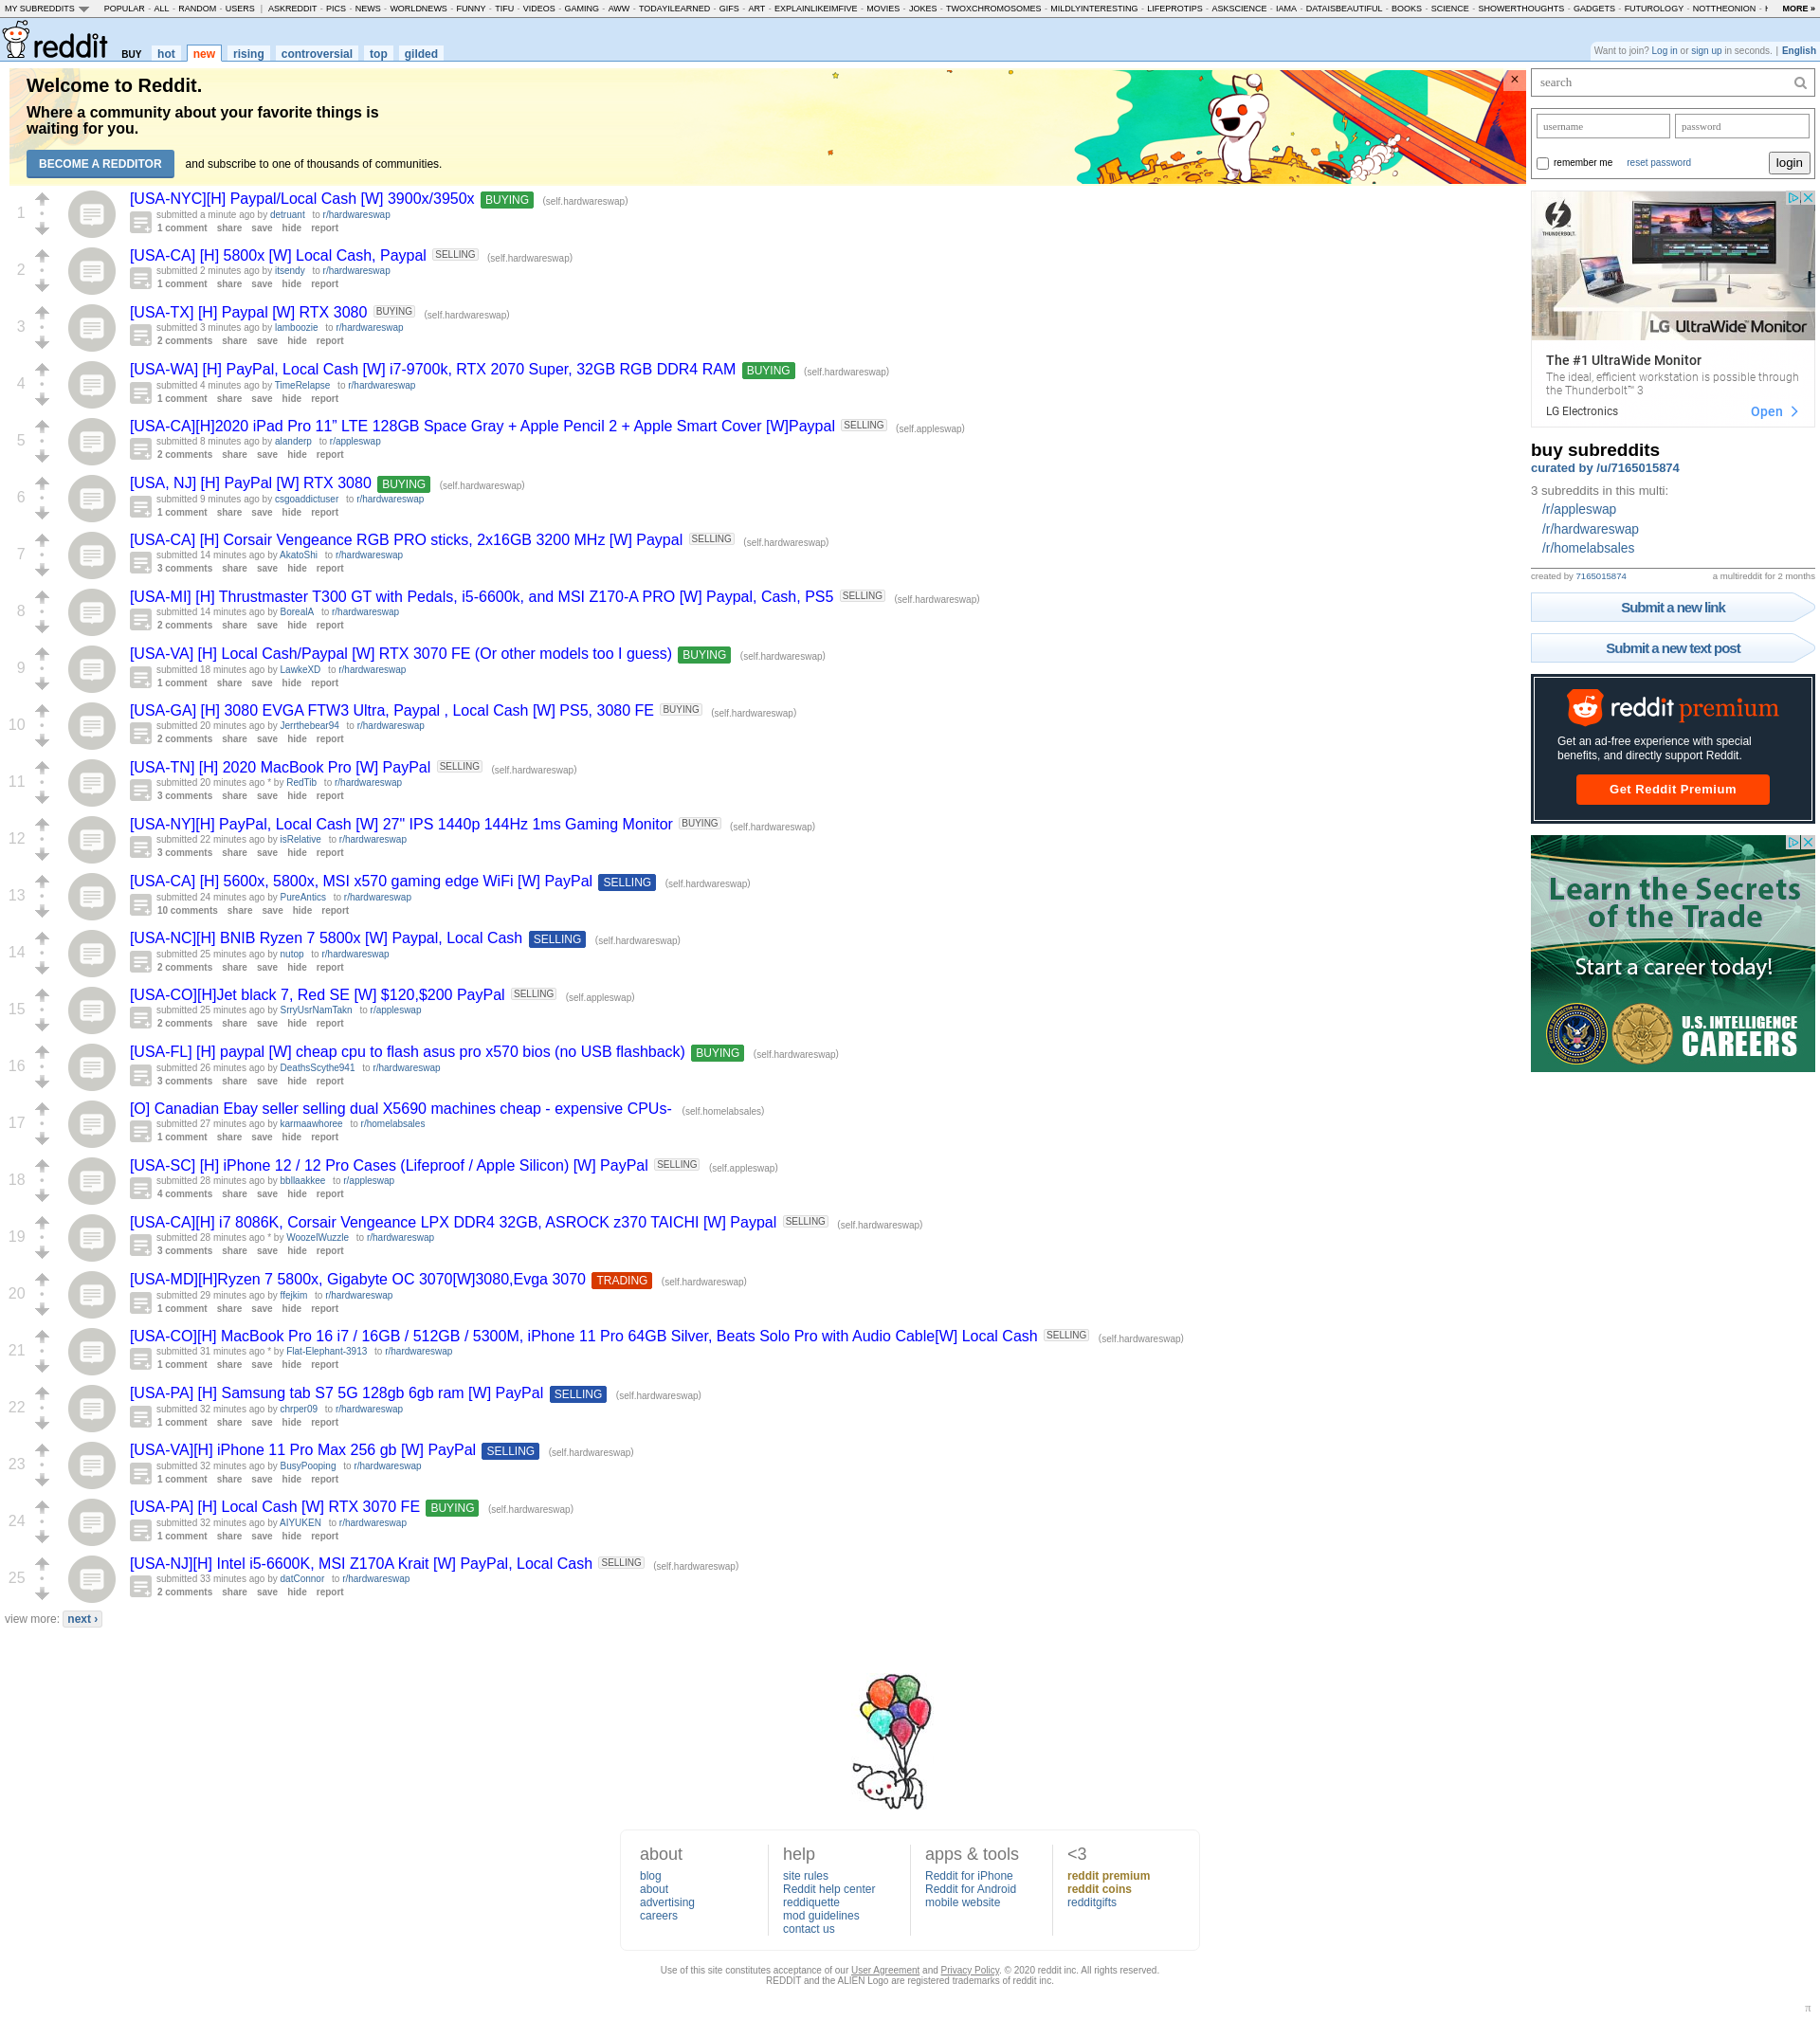 MY SUBREDDITS POPULAR - ALL - RANDOM - USERS | ASKREDDIT - PICS - NEWS - WORLDNEWS - FUNNY - TIFU - VIDEOS - GAMING - AWW - TODAYILEARNED - GIFS - ART - EXPLAINLIKEIMFIVE - MOVIES - JOKES - TWOXCHROMOSOMES - MILDLYINTERESTING - LIFEPROTIPS - ASKSCIENCE - IAMA - DATAISBEAUTIFUL - BOOKS - SCIENCE - SHOWERTHOUGHTS - GADGETS - FUTUROLOGY - NOTTHEONION - MORE »
reddit BUY hot new rising controversial top gilded
Want to join? Log in or sign up in seconds. | English
Welcome to Reddit.
Where a community about your favorite things is
waiting for you.
BECOME A REDDITOR and subscribe to one of thousands of communities.
×
1
[USA-NYC][H] Paypal/Local Cash [W] 3900x/3950x BUYING (self.hardwareswap)
submitted a minute ago by detruant to r/hardwareswap
1 comment share save hide report
2
[USA-CA] [H] 5800x [W] Local Cash, Paypal SELLING (self.hardwareswap)
submitted 2 minutes ago by itsendy to r/hardwareswap
1 comment share save hide report
3
[USA-TX] [H] Paypal [W] RTX 3080 BUYING (self.hardwareswap)
submitted 3 minutes ago by lamboozie to r/hardwareswap
2 comments share save hide report
4
[USA-WA] [H] PayPal, Local Cash [W] i7-9700k, RTX 2070 Super, 32GB RGB DDR4 RAM BUYING (self.hardwareswap)
submitted 4 minutes ago by TimeRelapse to r/hardwareswap
1 comment share save hide report
5
[USA-CA][H]2020 iPad Pro 11” LTE 128GB Space Gray + Apple Pencil 2 + Apple Smart Cover [W]Paypal SELLING (self.appleswap)
submitted 8 minutes ago by alanderp to r/appleswap
2 comments share save hide report
6
[USA, NJ] [H] PayPal [W] RTX 3080 BUYING (self.hardwareswap)
submitted 9 minutes ago by csgoaddictuser to r/hardwareswap
1 comment share save hide report
7
[USA-CA] [H] Corsair Vengeance RGB PRO sticks, 2x16GB 3200 MHz [W] Paypal SELLING (self.hardwareswap)
submitted 14 minutes ago by AkatoShi to r/hardwareswap
3 comments share save hide report
8
[USA-MI] [H] Thrustmaster T300 GT with Pedals, i5-6600k, and MSI Z170-A PRO [W] Paypal, Cash, PS5 SELLING (self.hardwareswap)
submitted 14 minutes ago by BorealA to r/hardwareswap
2 comments share save hide report
9
[USA-VA] [H] Local Cash/Paypal [W] RTX 3070 FE (Or other models too I guess) BUYING (self.hardwareswap)
submitted 18 minutes ago by LawkeXD to r/hardwareswap
1 comment share save hide report
10
[USA-GA] [H] 3080 EVGA FTW3 Ultra, Paypal , Local Cash [W] PS5, 3080 FE BUYING (self.hardwareswap)
submitted 20 minutes ago by Jerrthebear94 to r/hardwareswap
2 comments share save hide report
11
[USA-TN] [H] 2020 MacBook Pro [W] PayPal SELLING (self.hardwareswap)
submitted 20 minutes ago * by RedTib to r/hardwareswap
3 comments share save hide report
12
[USA-NY][H] PayPal, Local Cash [W] 27" IPS 1440p 144Hz 1ms Gaming Monitor BUYING (self.hardwareswap)
submitted 22 minutes ago by isRelative to r/hardwareswap
3 comments share save hide report
13
[USA-CA] [H] 5600x, 5800x, MSI x570 gaming edge WiFi [W] PayPal SELLING (self.hardwareswap)
submitted 24 minutes ago by PureAntics to r/hardwareswap
10 comments share save hide report
14
[USA-NC][H] BNIB Ryzen 7 5800x [W] Paypal, Local Cash SELLING (self.hardwareswap)
submitted 25 minutes ago by nutop to r/hardwareswap
2 comments share save hide report
15
[USA-CO][H]Jet black 7, Red SE [W] $120,$200 PayPal SELLING (self.appleswap)
submitted 25 minutes ago by SrryUsrNamTakn to r/appleswap
2 comments share save hide report
16
[USA-FL] [H] paypal [W] cheap cpu to flash asus pro x570 bios (no USB flashback) BUYING (self.hardwareswap)
submitted 26 minutes ago by DeathsScythe941 to r/hardwareswap
3 comments share save hide report
17
[O] Canadian Ebay seller selling dual X5690 machines cheap - expensive CPUs- (self.homelabsales)
submitted 27 minutes ago by karmaawhoree to r/homelabsales
1 comment share save hide report
18
[USA-SC] [H] iPhone 12 / 12 Pro Cases (Lifeproof / Apple Silicon) [W] PayPal SELLING (self.appleswap)
submitted 28 minutes ago by bbllaakkee to r/appleswap
4 comments share save hide report
19
[USA-CA][H] i7 8086K, Corsair Vengeance LPX DDR4 32GB, ASROCK z370 TAICHI [W] Paypal SELLING (self.hardwareswap)
submitted 28 minutes ago * by WoozelWuzzle to r/hardwareswap
3 comments share save hide report
20
[USA-MD][H]Ryzen 7 5800x, Gigabyte OC 3070[W]3080,Evga 3070 TRADING (self.hardwareswap)
submitted 29 minutes ago by ffejkim to r/hardwareswap
1 comment share save hide report
21
[USA-CO][H] MacBook Pro 16 i7 / 16GB / 512GB / 5300M, iPhone 11 Pro 64GB Silver, Beats Solo Pro with Audio Cable[W] Local Cash SELLING (self.hardwareswap)
submitted 31 minutes ago * by Flat-Elephant-3913 to r/hardwareswap
1 comment share save hide report
22
[USA-PA] [H] Samsung tab S7 5G 128gb 6gb ram [W] PayPal SELLING (self.hardwareswap)
submitted 32 minutes ago by chrper09 to r/hardwareswap
1 comment share save hide report
23
[USA-VA][H] iPhone 11 Pro Max 256 gb [W] PayPal SELLING (self.hardwareswap)
submitted 32 minutes ago by BusyPooping to r/hardwareswap
1 comment share save hide report
24
[USA-PA] [H] Local Cash [W] RTX 3070 FE BUYING (self.hardwareswap)
submitted 32 minutes ago by AIYUKEN to r/hardwareswap
1 comment share save hide report
25
[USA-NJ][H] Intel i5-6600K, MSI Z170A Krait [W] PayPal, Local Cash SELLING (self.hardwareswap)
submitted 33 minutes ago by datConnor to r/hardwareswap
2 comments share save hide report
view more: next ›
search
username password
remember me reset password login
THUNDERBOLT
LG UltraWide™ Monitor
The #1 UltraWide Monitor
The ideal, efficient workstation is possible through
the Thunderbolt™ 3
LG Electronics Open
buy subreddits
curated by /u/7165015874
3 subreddits in this multi:
/r/appleswap
/r/hardwareswap
/r/homelabsales
created by 7165015874 a multireddit for 2 months
Submit a new link
Submit a new text post
reddit premium
Get an ad-free experience with special
benefits, and directly support Reddit.
Get Reddit Premium
Learn the Secrets
of the Trade
Start a career today!
U.S. INTELLIGENCE
CAREERS
about
blog
about
advertising
careers
help
site rules
Reddit help center
reddiquette
mod guidelines
contact us
apps & tools
Reddit for iPhone
Reddit for Android
mobile website
<3
reddit premium
reddit coins
redditgifts
Use of this site constitutes acceptance of our User Agreement and Privacy Policy. © 2020 reddit inc. All rights reserved.
REDDIT and the ALIEN Logo are registered trademarks of reddit inc.
π